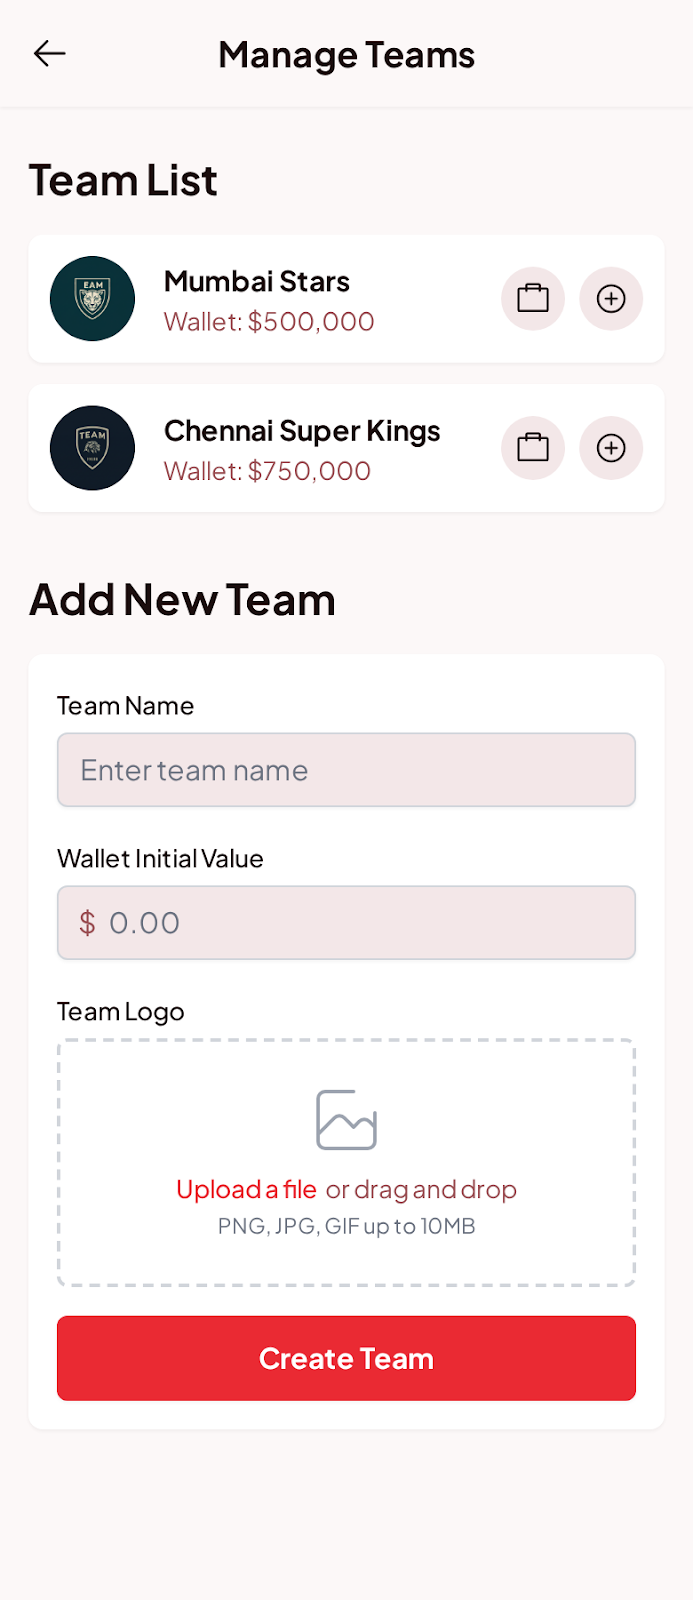 Manage Teams
Team List
EAM
Mumbai Stars
Wallet: $500,000
TEAM
Chennai Super Kings
Wallet: $750,000
Add New Team
Team Name
Enter team name
Wallet Initial Value
$ 0.00
Team Logo
Upload a file or drag and drop
PNG, JPG, GIF up to 10MB
Create Team